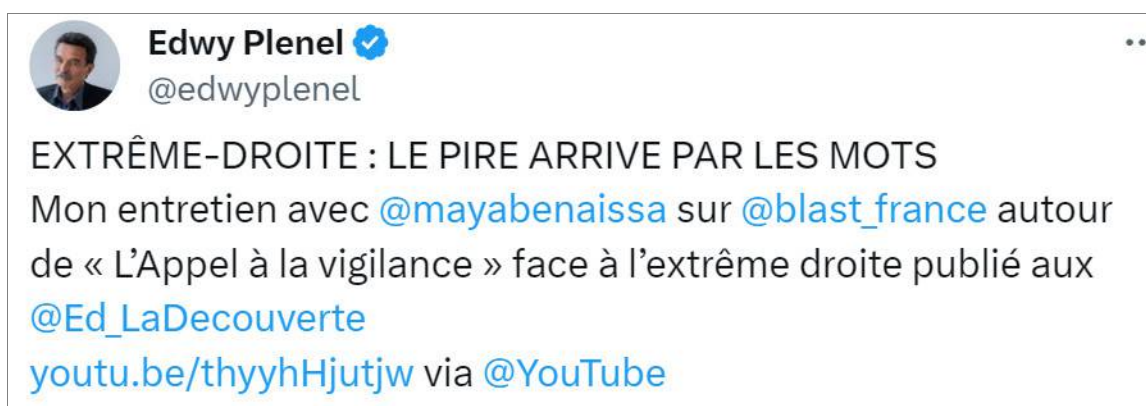 Edwy Plenel
@edwyplenel
EXTRÊME-DROITE : LE PIRE ARRIVE PAR LES MOTS
Mon entretien avec @mayabenaissa sur @blast_france autour
de « L’Appel à la vigilance » face à l’extrême droite publié aux
@Ed_LaDecouverte
youtu.be/thyyhHjutjw via @YouTube